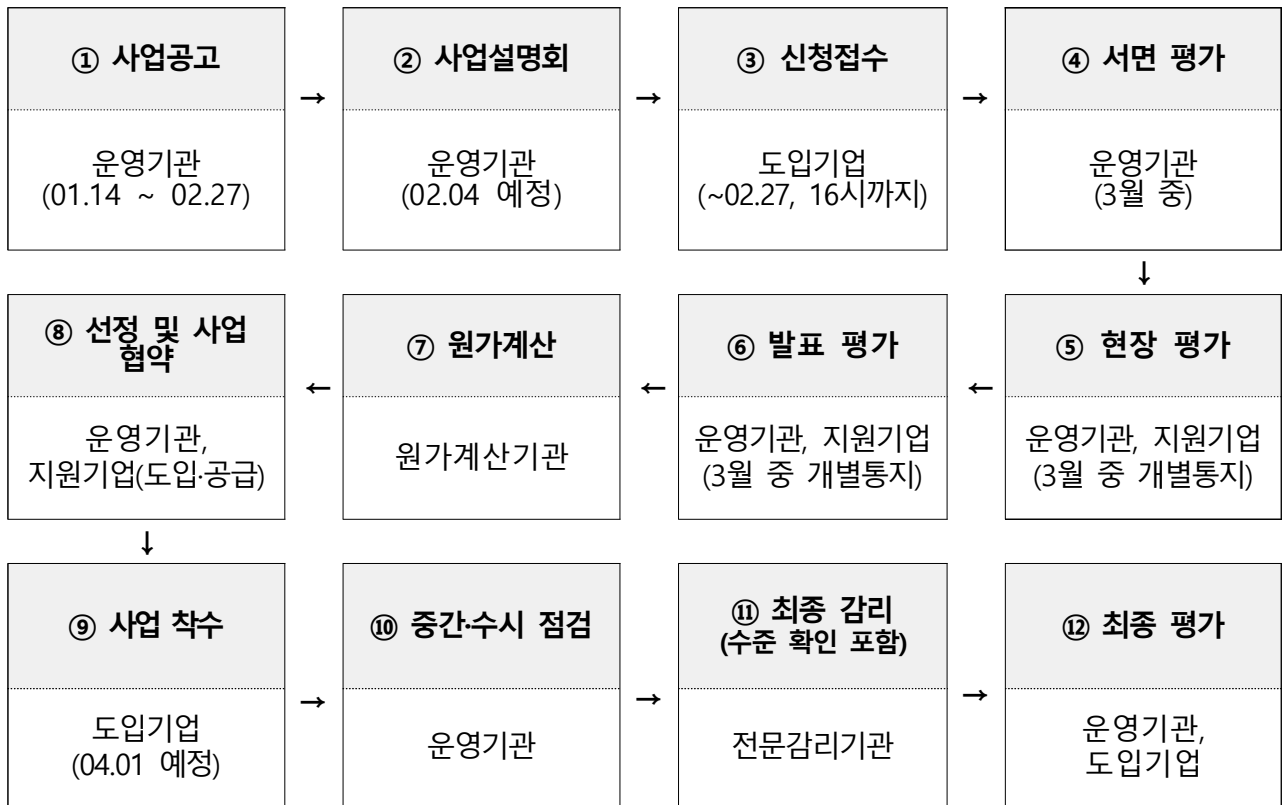 ① 사업공고
운영기관
(01.14 ~ 02.27)
→
② 사업설명회
운영기관
(02.04 예정)
→
③ 신청접수
도입기업
(~02.27, 16시까지)
→
④ 서면 평가
운영기관
(3월 중)
↓
⑤ 현장 평가
운영기관, 지원기업
(3월 중 개별통지)
←
⑥ 발표 평가
운영기관, 지원기업
(3월 중 개별통지)
←
⑦ 원가계산
원가계산기관
←
⑧ 선정 및 사업
협약
운영기관,
지원기업(도입·공급)
↓
⑨ 사업 착수
도입기업
(04.01 예정)
→
⑩ 중간·수시 점검
운영기관
→
⑪ 최종 감리
(수준 확인 포함)
전문감리기관
→
⑫ 최종 평가
운영기관,
도입기업